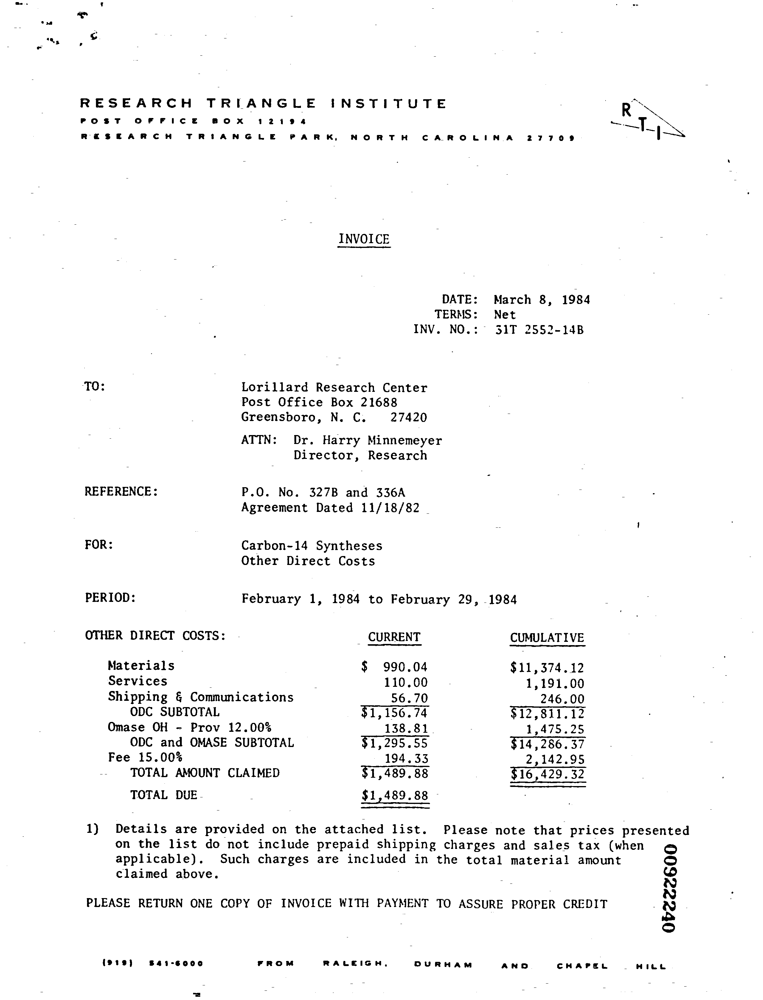 RESEARCH TRIANGLE INSTITUTE
POST OFFICE BOX 12194
RESEARCH TRIANGLE PARK, NORTH CAROLINA 27709
RTI
INVOICE
DATE: March 8, 1984
TERMS: Net
INV. NO.: 31T 2552-14B
TO: Lorillard Research Center
Post Office Box 21688
Greensboro, N. C. 27420
ATTN: Dr. Harry Minnemeyer
Director, Research
REFERENCE: P.O. No. 327B and 336A
Agreement Dated 11/18/82
FOR: Carbon-14 Syntheses
Other Direct Costs
PERIOD: February 1, 1984 to February 29, 1984
OTHER DIRECT COSTS: CURRENT CUMULATIVE
Materials $ 990.04 $11,374.12
Services 110.00 1,191.00
Shipping & Communications 56.70 246.00
ODC SUBTOTAL $1,156.74 $12,811.12
Omase OH - Prov 12.00% 138.81 1,475.25
ODC and OMASE SUBTOTAL $1,295.55 $14,286.37
Fee 15.00% 194.33 2,142.95
TOTAL AMOUNT CLAIMED $1,489.88 $16,429.32
TOTAL DUE $1,489.88
1) Details are provided on the attached list. Please note that prices presented
on the list do not include prepaid shipping charges and sales tax (when
applicable). Such charges are included in the total material amount
claimed above.
PLEASE RETURN ONE COPY OF INVOICE WITH PAYMENT TO ASSURE PROPER CREDIT
00922240
(919) 541-6000 FROM RALEIGH, DURHAM AND CHAPEL HILL